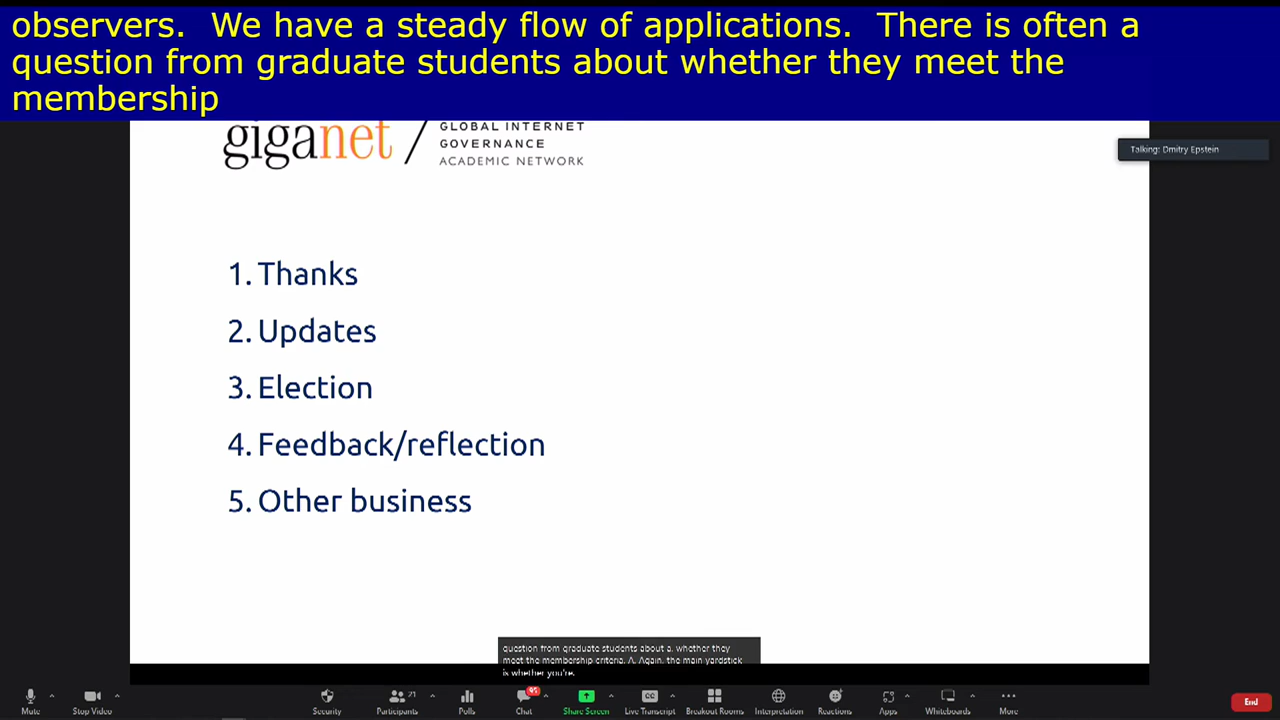 observers.  We have a steady flow of applications.  There is often a
question from graduate students about whether they meet the
membership
giganet / GLOBAL INTERNET
GOVERNANCE
ACADEMIC NETWORK
Talking: Dmitry Epstein
1. Thanks
2. Updates
3. Election
4. Feedback/reflection
5. Other business
question from graduate students about a. whether they
meet the membership criteria. A. Again, the main yardstick
is whether you're.
Mute
Stop Video
Security
Participants
21
Polls
Chat
Share Screen
CC
Live Transcript
Breakout Rooms
Interpretation
Reactions
Apps
Whiteboards
More
End